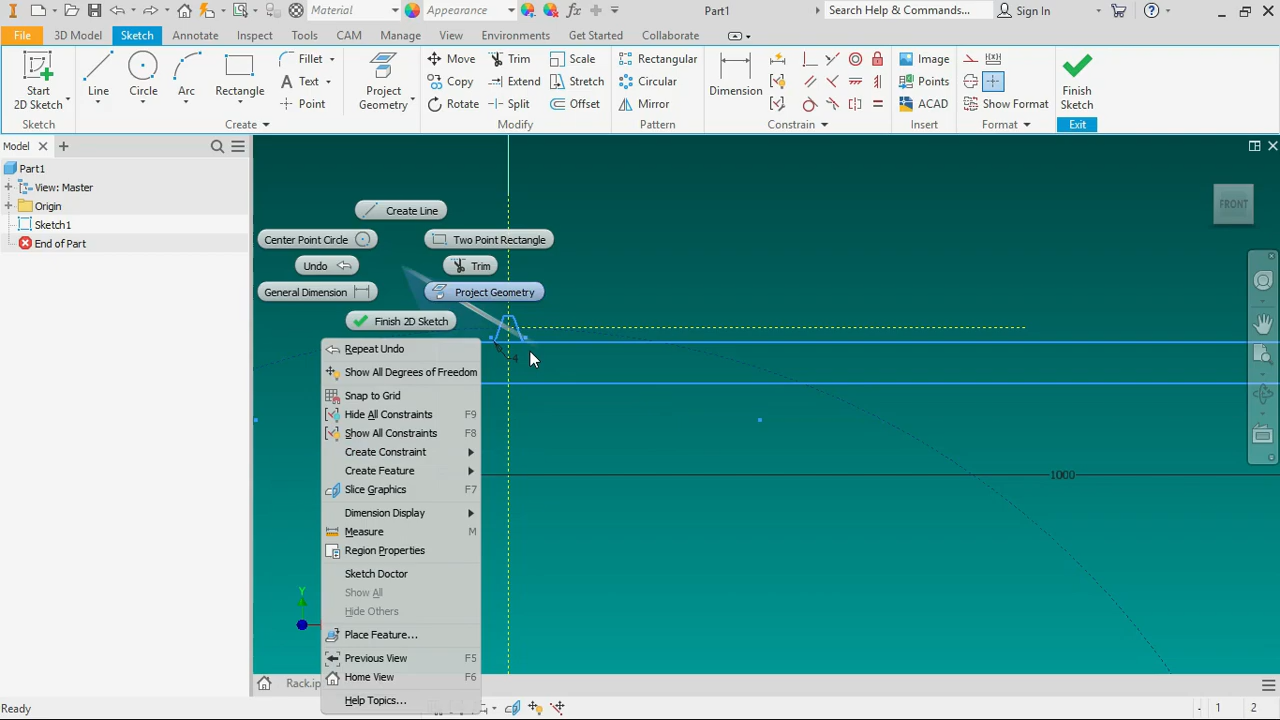 Material Appearance fx Part1 Search Help & Commands... Sign In
File 3D Model Sketch Annotate Inspect Tools CAM Manage View Environments Get Started Collaborate
Start
2D Sketch
Line
Circle
Arc
Rectangle
Fillet
Text
Point
Project
Geometry
Move Trim Scale
Copy Extend Stretch
Rotate Split Offset
Rectangular
Circular
Mirror
Dimension
Image
Points
ACAD
Show Format
Finish
Sketch
Sketch Create Modify Pattern Constrain Insert Format Exit
Model
Part1
View: Master
Origin
Sketch1
End of Part
FRONT
Create Line
Center Point Circle
Two Point Rectangle
Undo
Trim
General Dimension
Project Geometry
Finish 2D Sketch
Repeat Undo
Show All Degrees of Freedom
Snap to Grid
Hide All Constraints F9
Show All Constraints F8
Create Constraint
Create Feature
Slice Graphics F7
Dimension Display
Measure M
Region Properties
Sketch Doctor
Show All
Hide Others
Place Feature...
Previous View F5
Home View F6
Help Topics...
1000
Y
Rack.ip
Ready
1 2